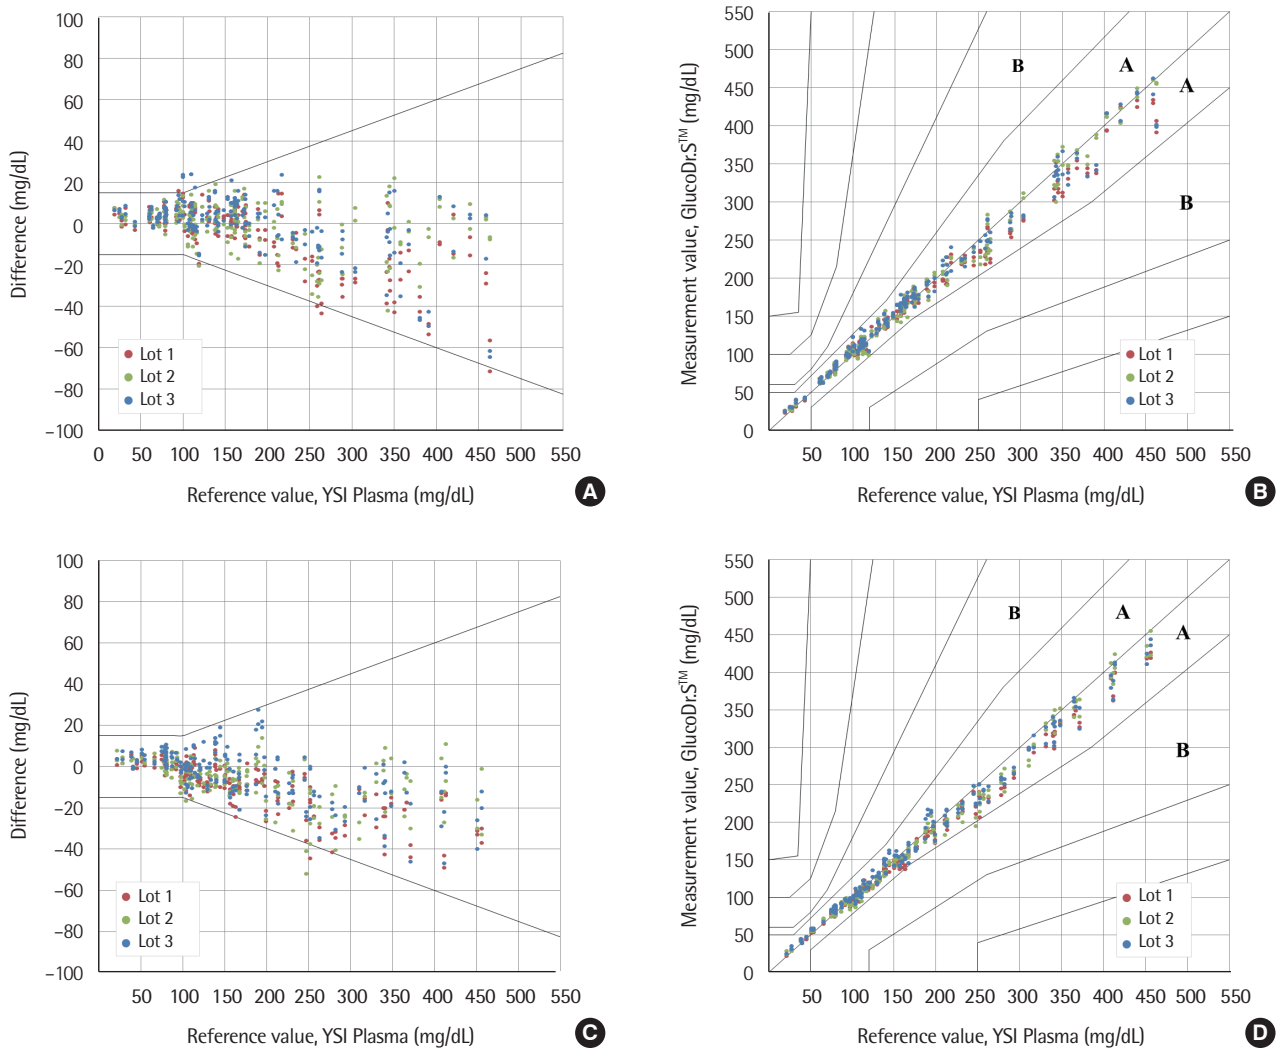 100
80
60
40
20
0
−20
−40
−60
−80
−100
Difference (mg/dL)
Lot 1
Lot 2
Lot 3
0 50 100 150 200 250 300 350 400 450 500 550
Reference value, YSI Plasma (mg/dL)
A
550
500
450
400
350
300
250
200
150
100
50
0
Measurement value, GlucoDr.S™ (mg/dL)
B
A
A
B
Lot 1
Lot 2
Lot 3
50 100 150 200 250 300 350 400 450 500 550
Reference value, YSI Plasma (mg/dL)
B
100
80
60
40
20
0
−20
−40
−60
−80
−100
Difference (mg/dL)
Lot 1
Lot 2
Lot 3
50 100 150 200 250 300 350 400 450 500 550
Reference value, YSI Plasma (mg/dL)
C
550
500
450
400
350
300
250
200
150
100
50
0
Measurement value, GlucoDr.S™ (mg/dL)
B
A
A
B
Lot 1
Lot 2
Lot 3
50 100 150 200 250 300 350 400 450 500 550
Reference value, YSI Plasma (mg/dL)
D